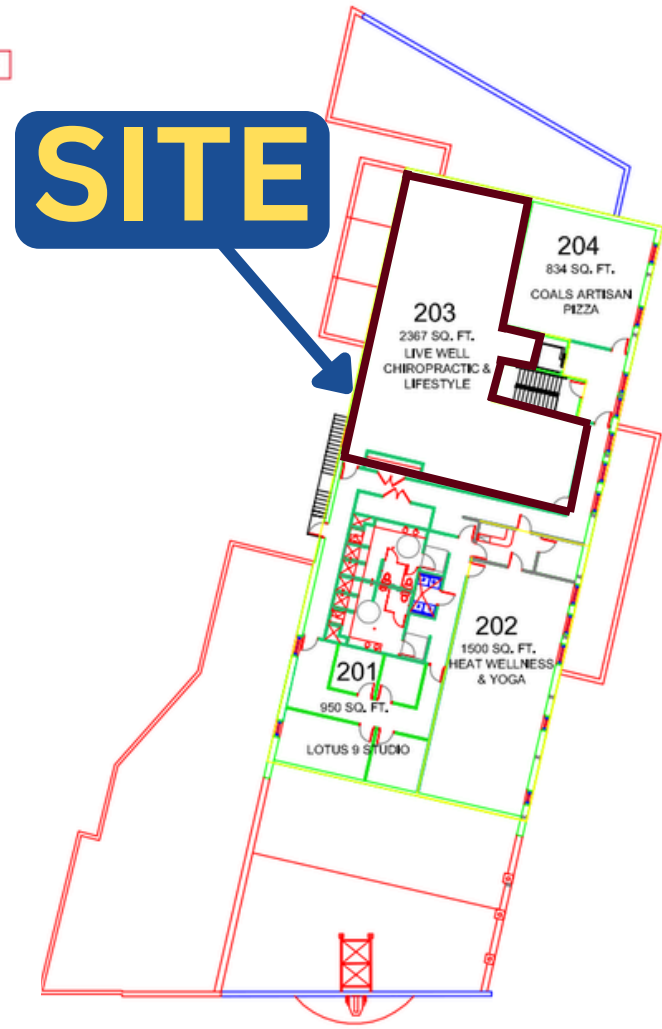 SITE
204
834 SQ. FT.
COALS ARTISAN
PIZZA
203
2367 SQ. FT.
LIVE WELL
CHIROPRACTIC &
LIFESTYLE
202
1500 SQ. FT.
HEAT WELLNESS
& YOGA
201
950 SQ. FT.
LOTUS 9 STUDIO